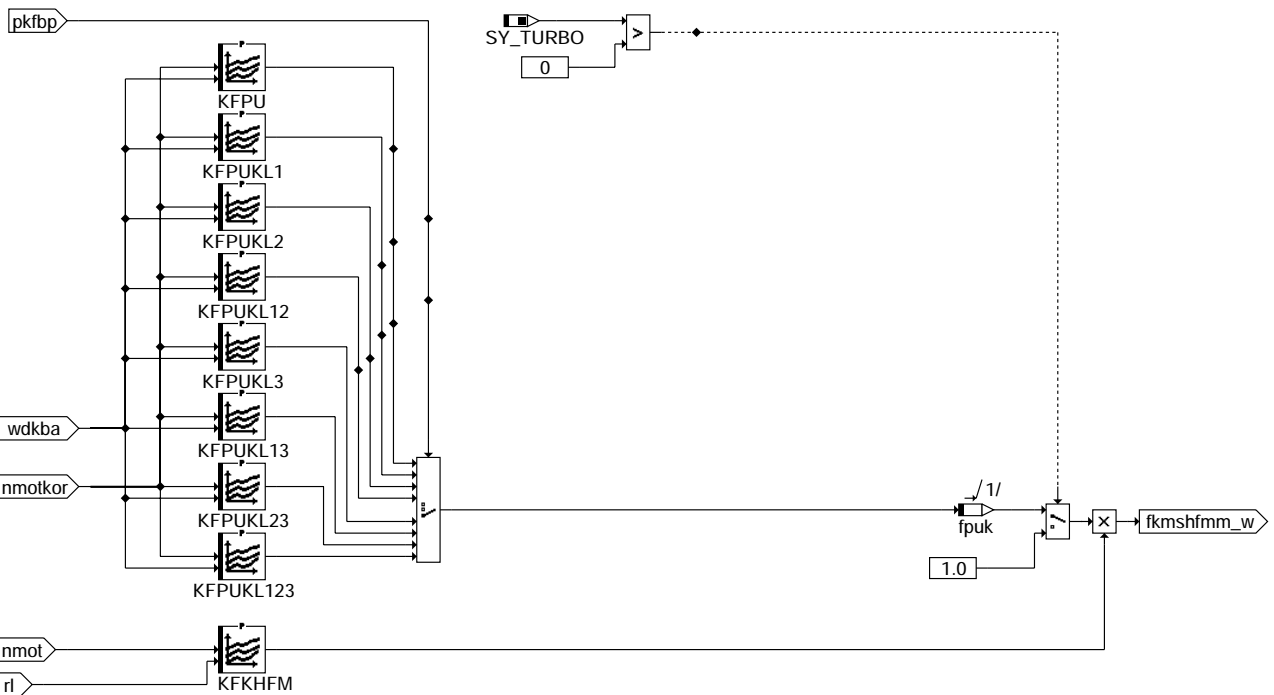 pkfbp
SY_TURBO
>
0
P
KFPU
P
KFPUKL1
P
KFPUKL2
P
KFPUKL12
P
KFPUKL3
P
KFPUKL13
P
KFPUKL23
P
KFPUKL123
wdkba
nmotkor
/1/
fpuk
1.0
×
fkmshfmm_w
nmot
rl
P
KFKHFM